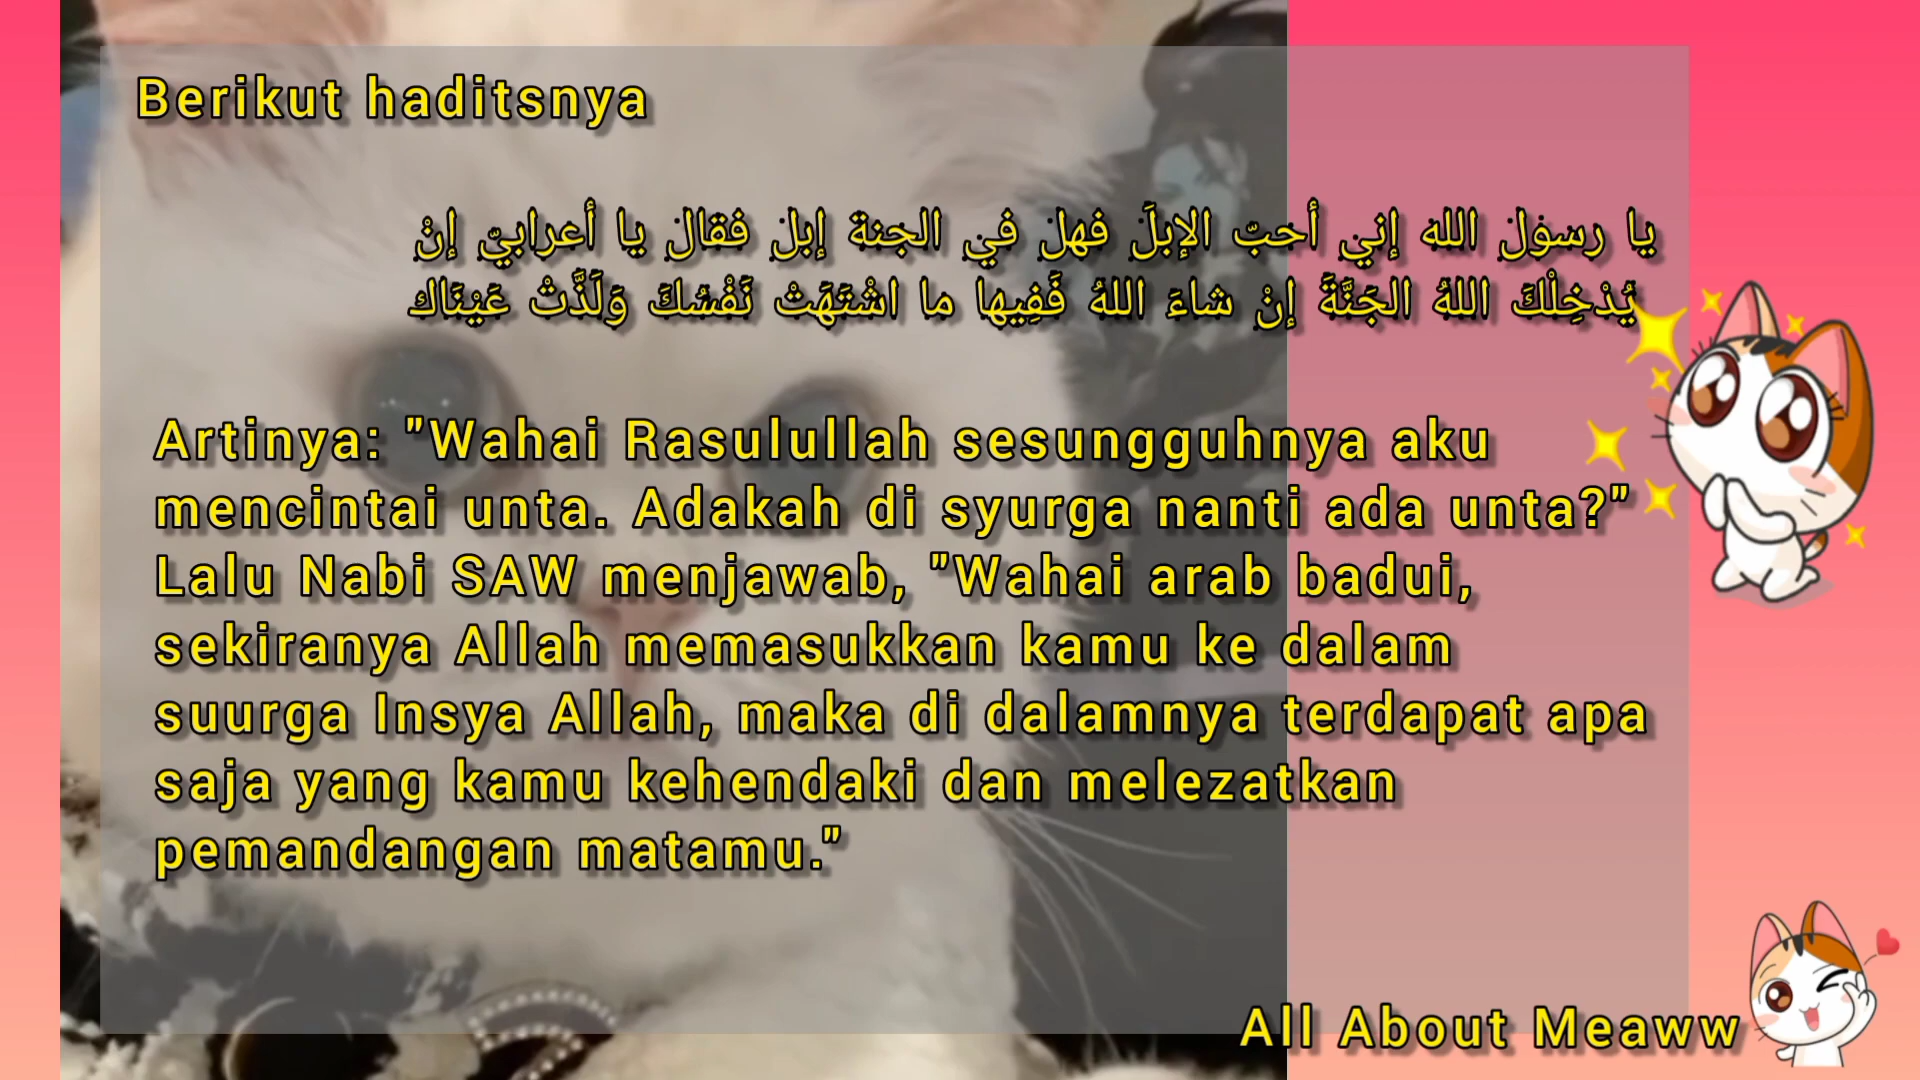 Berikut haditsnya
يا رسول الله إني أحبّ الإبلَ فهل في الجنة إبل فقال يا أعرابيّ إنْ
يُدْخِلْكَ اللهُ الجَنَّةَ إنْ شاءَ اللهُ فَفِيها ما اشْتَهَتْ نَفْسُكَ وَلَذَّتْ عَيْنَاك
Artinya: "Wahai Rasulullah sesungguhnya aku
mencintai unta. Adakah di syurga nanti ada unta?"
Lalu Nabi SAW menjawab, "Wahai arab badui,
sekiranya Allah memasukkan kamu ke dalam
suurga Insya Allah, maka di dalamnya terdapat apa
saja yang kamu kehendaki dan melezatkan
pemandangan matamu."
All About Meaww